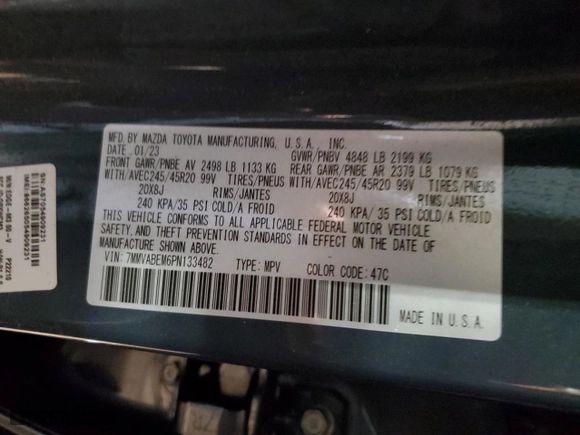 MFD. BY MAZDA TOYOTA MANUFACTURING, U.S.A., INC.
DATE 01/23 GVWR/PNBV 4848 LB 2199 KG
FRONT GAWR/PNBE AV 2498 LB 1133 KG REAR GAWR/PNBE AR 2379 LB 1079 KG
WITH/AVEC245/45R20 99V TIRES/PNEUS WITH/AVEC245/45R20 99V TIRES/PNEUS
20X8J RIMS/JANTES 20X8J RIMS/JANTES
240 KPA/ 35 PSI COLD/A FROID 240 KPA/ 35 PSI COLD/A FROID
THIS VEHICLE CONFORMS TO ALL APPLICABLE FEDERAL MOTOR VEHICLE
SAFETY, AND THEFT PREVENTION STANDARDS IN EFFECT ON THE DATE OF
MANUFACTURE SHOWN ABOVE.
VIN: 7MMVABEM6PN133482 TYPE: MPV COLOR CODE: 47C
MADE IN U.S.A.
P22210